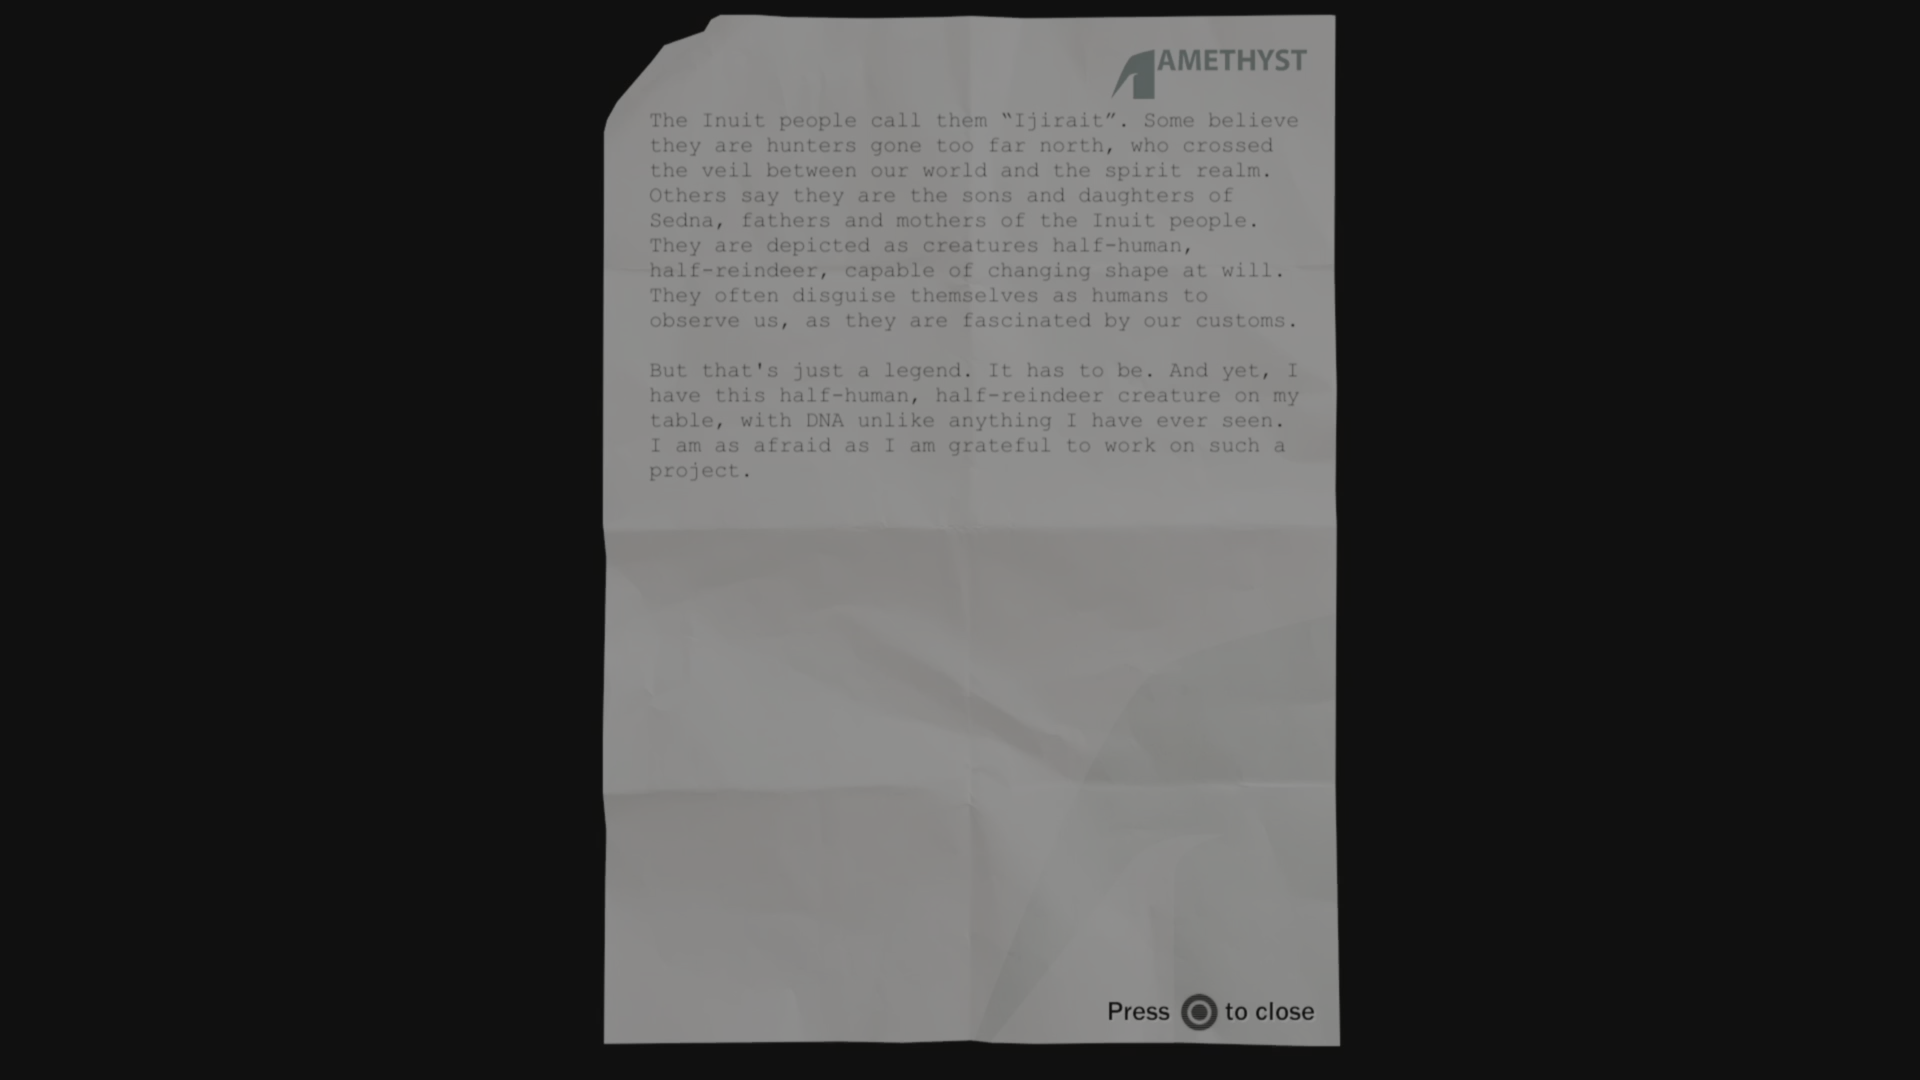 AMETHYST
The Inuit people call them “Ijirait”. Some believe
they are hunters gone too far north, who crossed
the veil between our world and the spirit realm.
Others say they are the sons and daughters of
Sedna, fathers and mothers of the Inuit people.
They are depicted as creatures half-human,
half-reindeer, capable of changing shape at will.
They often disguise themselves as humans to
observe us, as they are fascinated by our customs.
But that's just a legend. It has to be. And yet, I
have this half-human, half-reindeer creature on my
table, with DNA unlike anything I have ever seen.
I am as afraid as I am grateful to work on such a
project.
Press to close